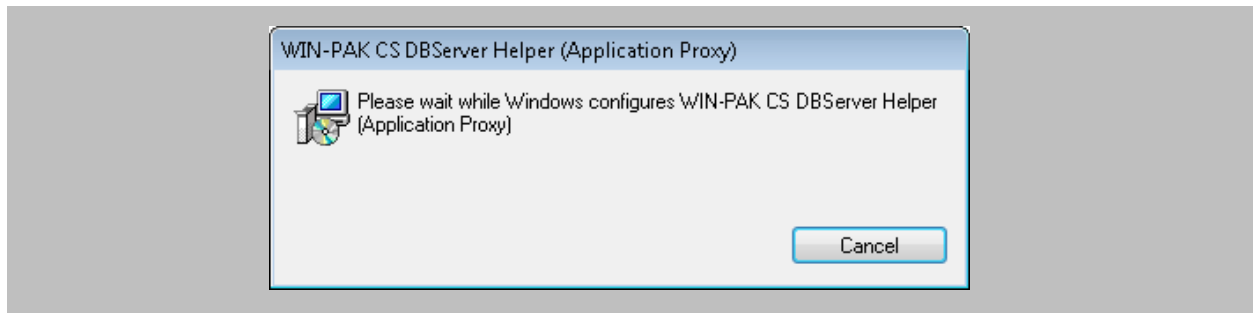 WIN-PAK CS DBServer Helper (Application Proxy)
Please wait while Windows configures WIN-PAK CS DBServer Helper
(Application Proxy)
Cancel